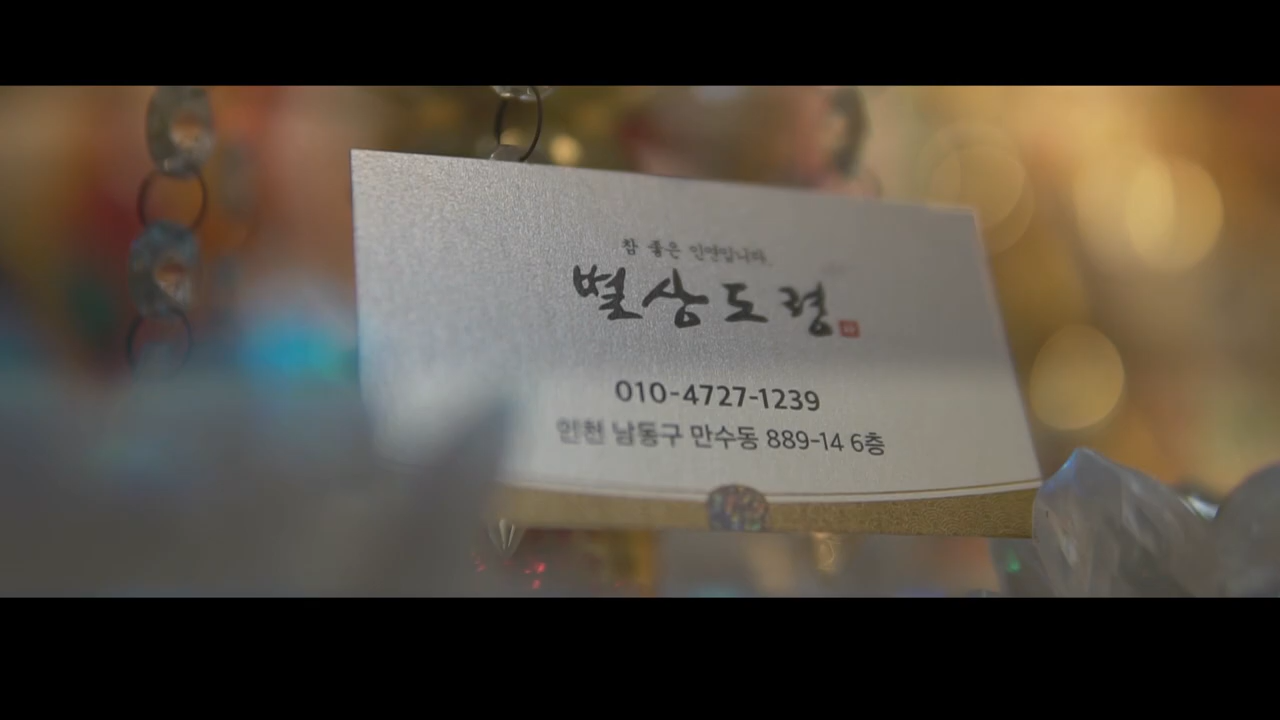 참 좋은 인연입니다.
별상도령
010-4727-1239
인천 남동구 만수동 889-14 6층